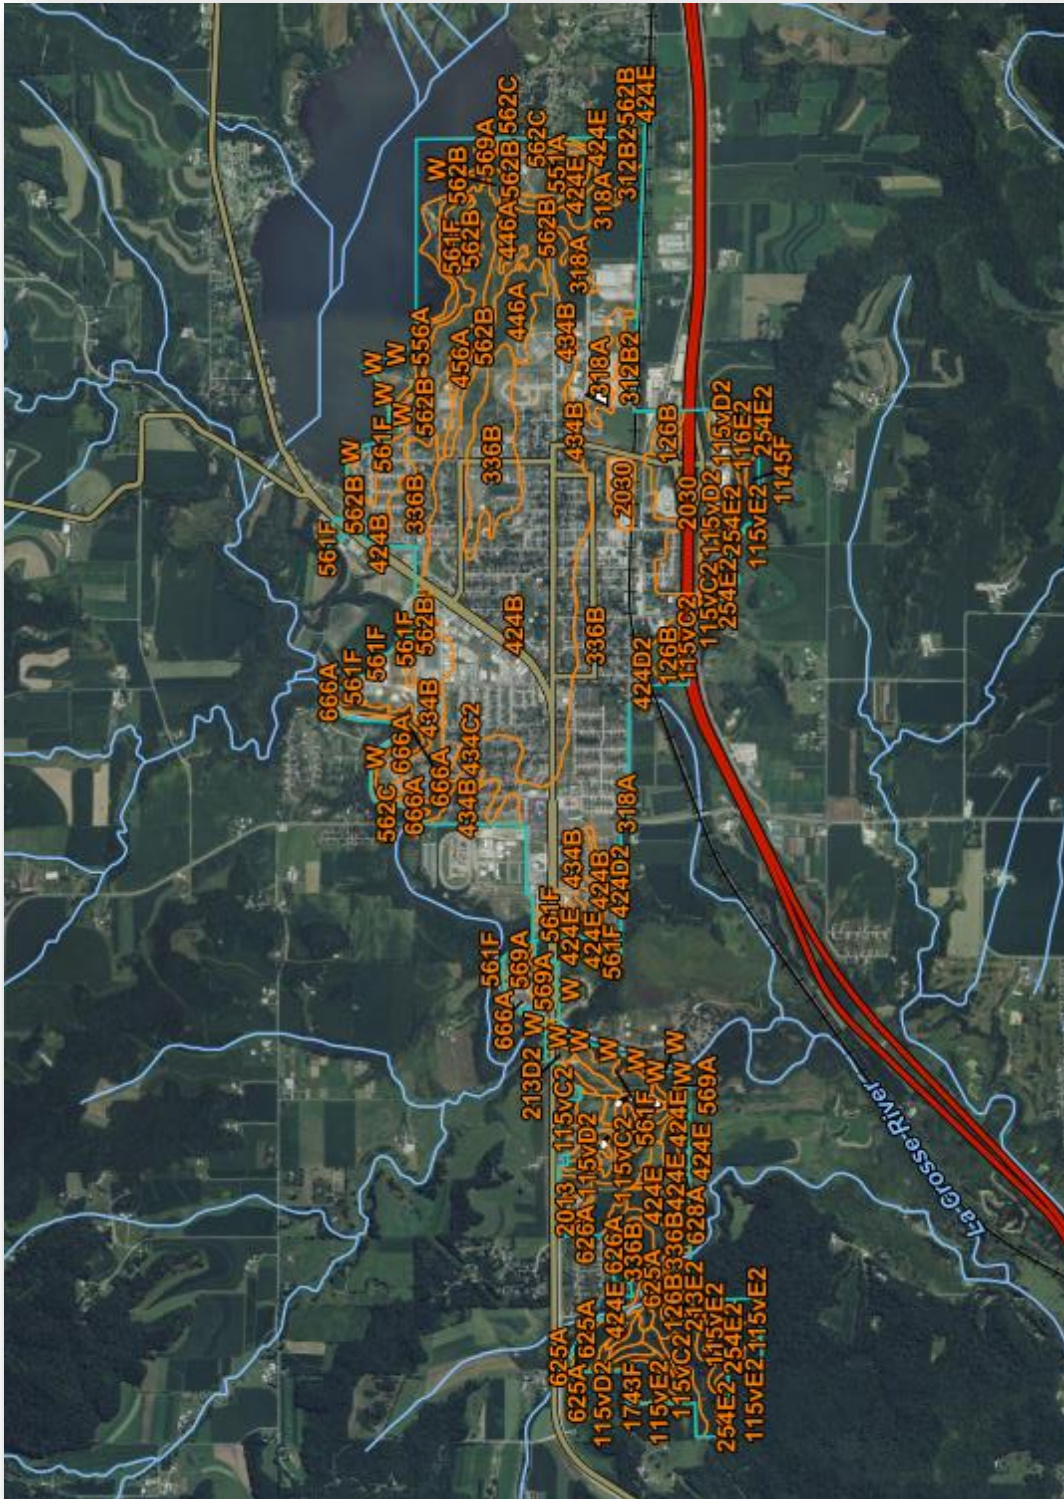 666A
561F
561F
562B W
666A
561F
W
W
561F
424B
561F-W
562C
W
561F
W
W
666A
666A
561F
W
336B
562B-556A
666A
434B
562B
W
434B
434C2
561F
562B
456A
562B
569A
561F
336B
562B
666A
446A-562B
562C
569A
424B
446A
213D2
W
569A
561F
562B
551A
562C
625A
2013
115vC2
W
424E
434B
434B
434B
318A
424E
625A
625A
626A
115vD2
W
W
424E
424B
336B
318A
318A
424E
115vD2
424E
626A
115vC2
W
561F
424D2
318A
2030
312B2
312B2
562B
1743F
336B
561F
W
424D2
424E
115vE2
625A
424E
W
126B
126B
115vC2
126B
336B
424E
424E
W
W
115vC2
2030
213E2
628A
424E
569A
115vC2
115vD2
115vD2
254E2
254E2
115vE2
254E2
254E2
116E2
115vE2
115vE2
115vE2
254E2
1145F
La Crosse River